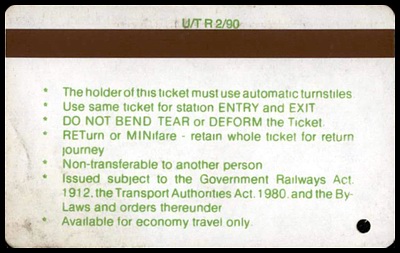 U/T R 2/90
• The holder of this ticket must use automatic turnstiles
• Use same ticket for station ENTRY and EXIT
• DO NOT BEND TEAR or DEFORM the Ticket.
• RETurn or MINifare - retain whole ticket for return
journey
• Non-transferable to another person
• Issued subject to the Government Railways Act.
1912, the Transport Authorities Act. 1980. and the By-
Laws and orders thereunder
• Available for economy travel only.